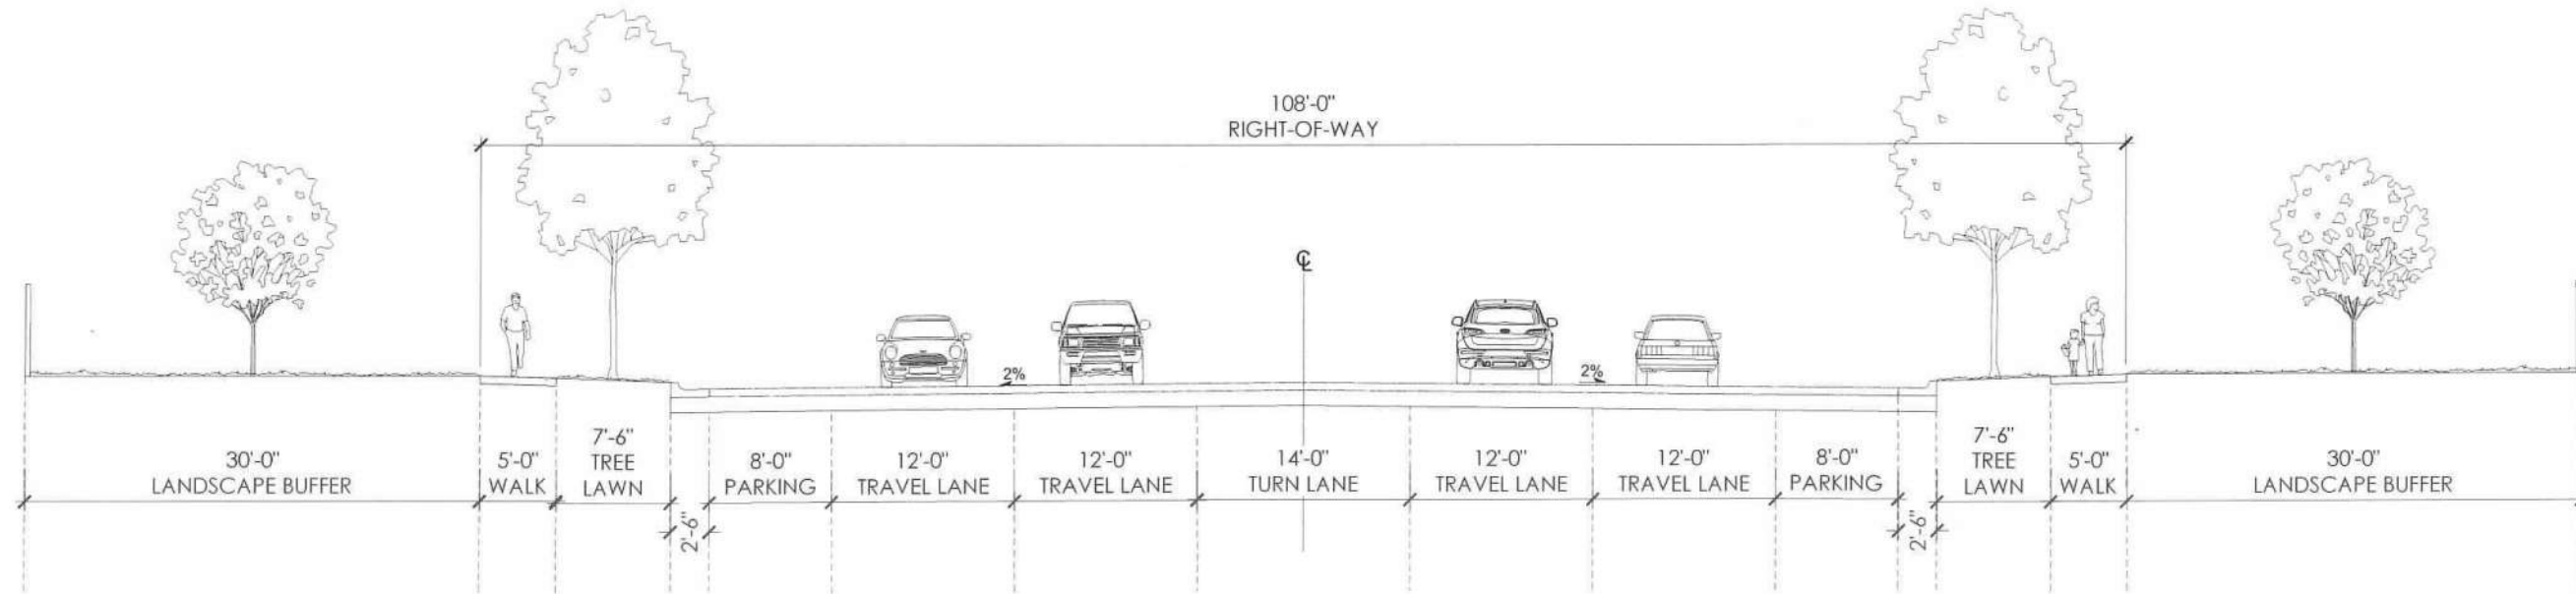 108'-0"
RIGHT-OF-WAY
℄
2%
2%
30'-0"
LANDSCAPE BUFFER
5'-0"
WALK
7'-6"
TREE
LAWN
2'-6"
8'-0"
PARKING
12'-0"
TRAVEL LANE
12'-0"
TRAVEL LANE
14'-0"
TURN LANE
12'-0"
TRAVEL LANE
12'-0"
TRAVEL LANE
8'-0"
PARKING
2'-6"
7'-6"
TREE
LAWN
5'-0"
WALK
30'-0"
LANDSCAPE BUFFER